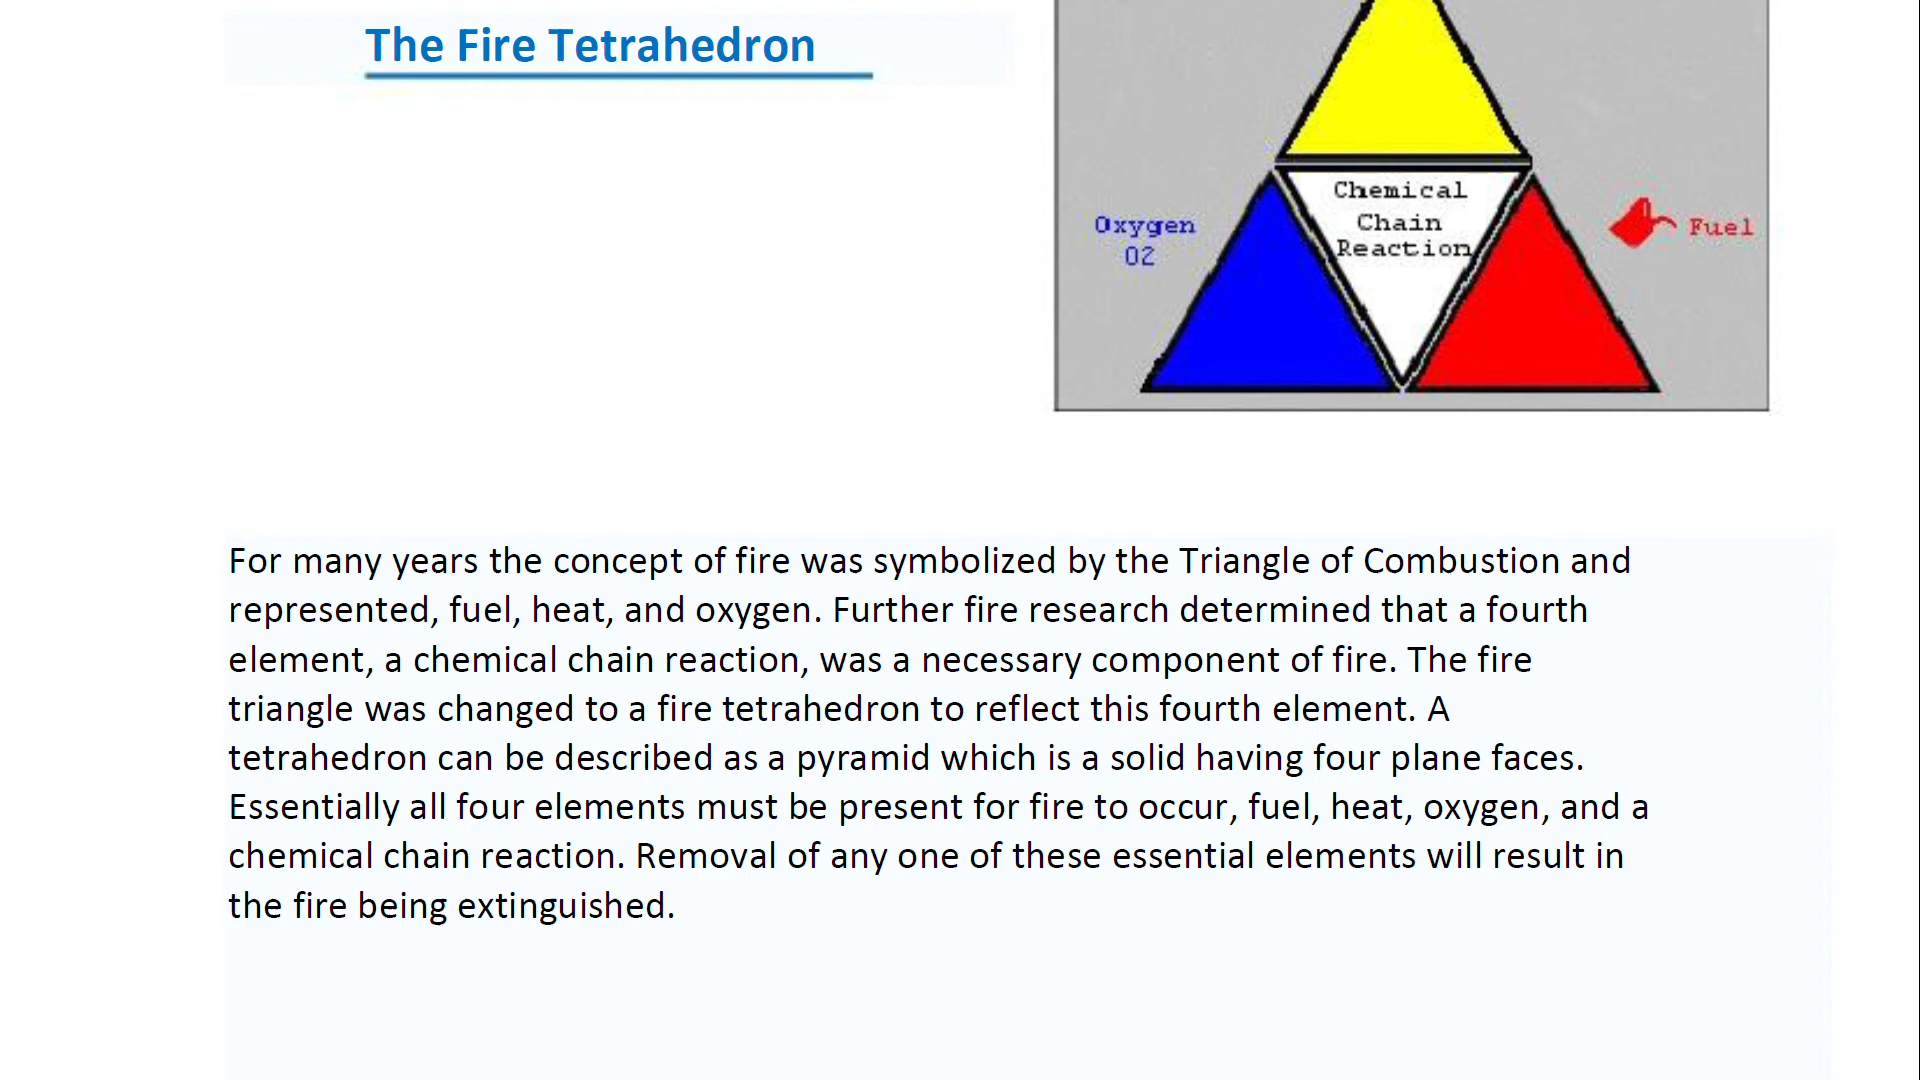 The Fire Tetrahedron
Chemical
Chain
Reaction
Oxygen
O2
Fuel
For many years the concept of fire was symbolized by the Triangle of Combustion and
represented, fuel, heat, and oxygen. Further fire research determined that a fourth
element, a chemical chain reaction, was a necessary component of fire. The fire
triangle was changed to a fire tetrahedron to reflect this fourth element. A
tetrahedron can be described as a pyramid which is a solid having four plane faces.
Essentially all four elements must be present for fire to occur, fuel, heat, oxygen, and a
chemical chain reaction. Removal of any one of these essential elements will result in
the fire being extinguished.